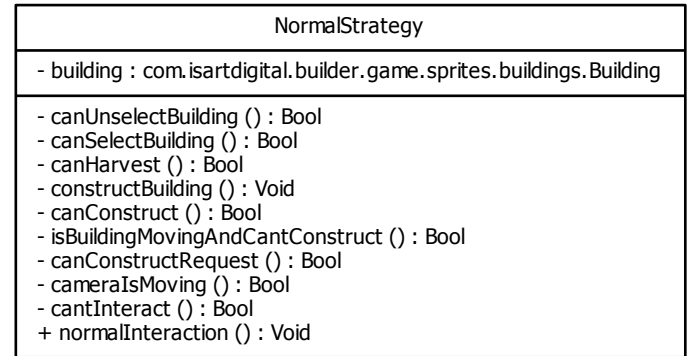 NormalStrategy
- building : com.isartdigital.builder.game.sprites.buildings.Building
- canUnselectBuilding () : Bool
- canSelectBuilding () : Bool
- canHarvest () : Bool
- constructBuilding () : Void
- canConstruct () : Bool
- isBuildingMovingAndCantConstruct () : Bool
- canConstructRequest () : Bool
- cameraIsMoving () : Bool
- cantInteract () : Bool
+ normalInteraction () : Void